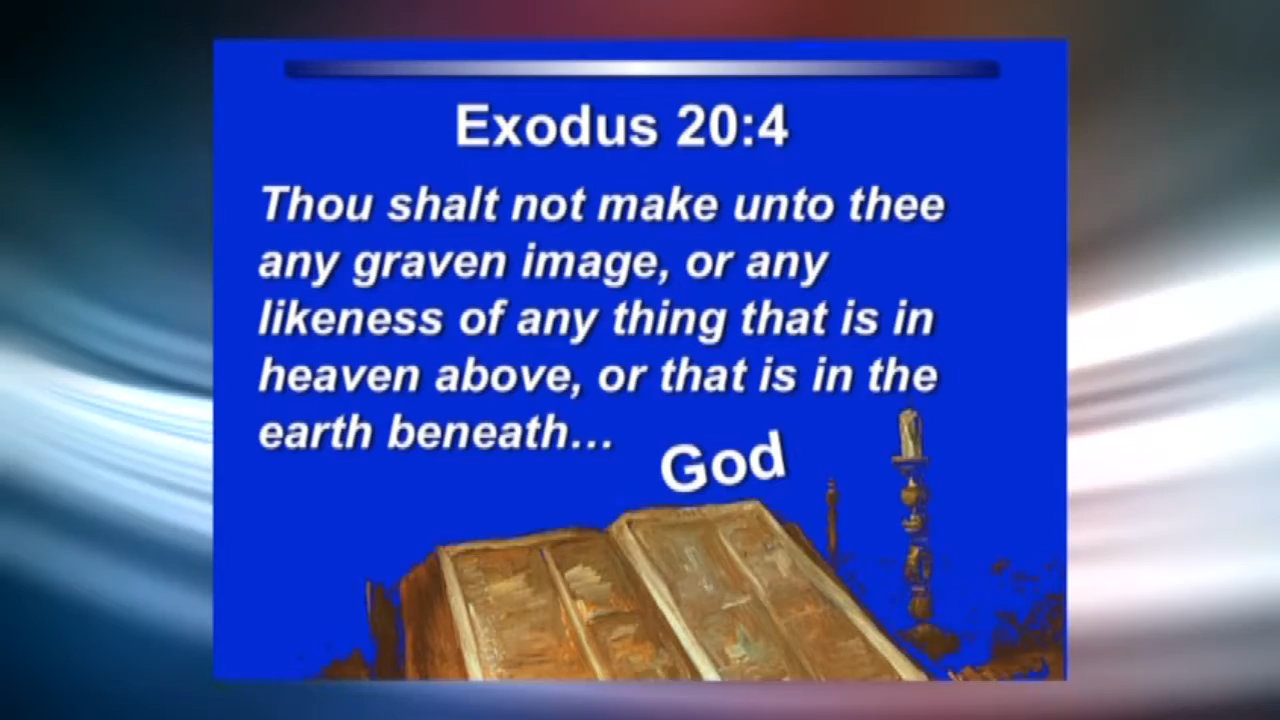 Exodus 20:4
Thou shalt not make unto thee
any graven image, or any
likeness of any thing that is in
heaven above, or that is in the
earth beneath…
God